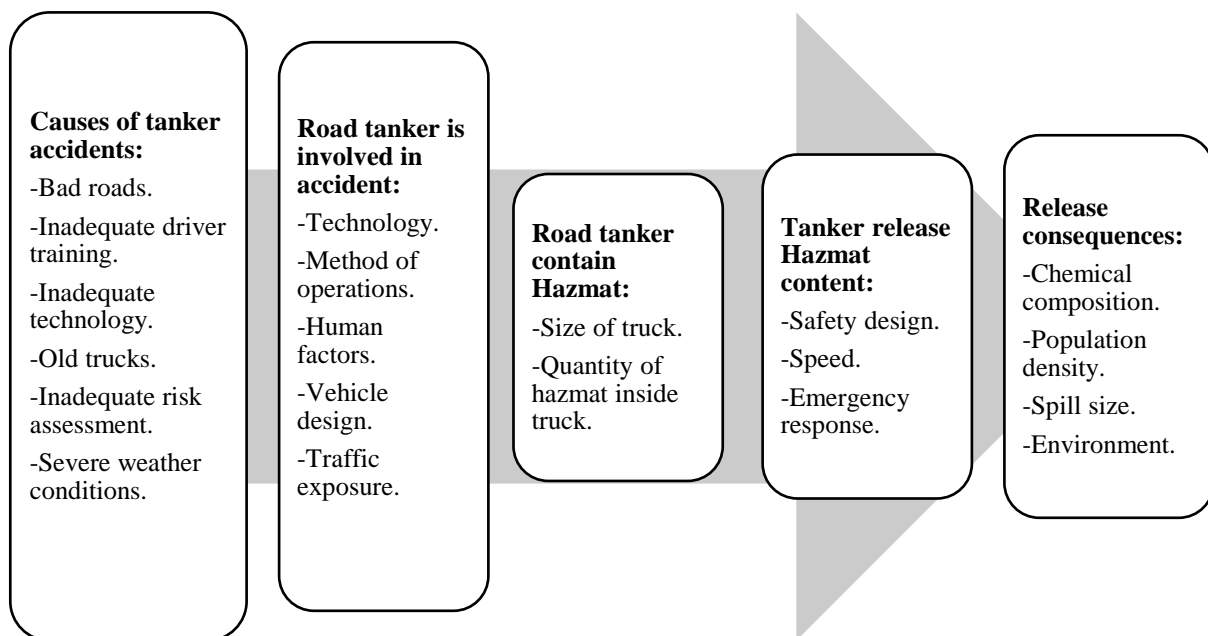 Causes of tanker
accidents:
-Bad roads.
-Inadequate driver
training.
-Inadequate
technology.
-Old trucks.
-Inadequate risk
assessment.
-Severe weather
conditions.
Road tanker is
involved in
accident:
-Technology.
-Method of
operations.
-Human
factors.
-Vehicle
design.
-Traffic
exposure.
Road tanker
contain
Hazmat:
-Size of truck.
-Quantity of
hazmat inside
truck.
Tanker release
Hazmat
content:
-Safety design.
-Speed.
-Emergency
response.
Release
consequences:
-Chemical
composition.
-Population
density.
-Spill size.
-Environment.